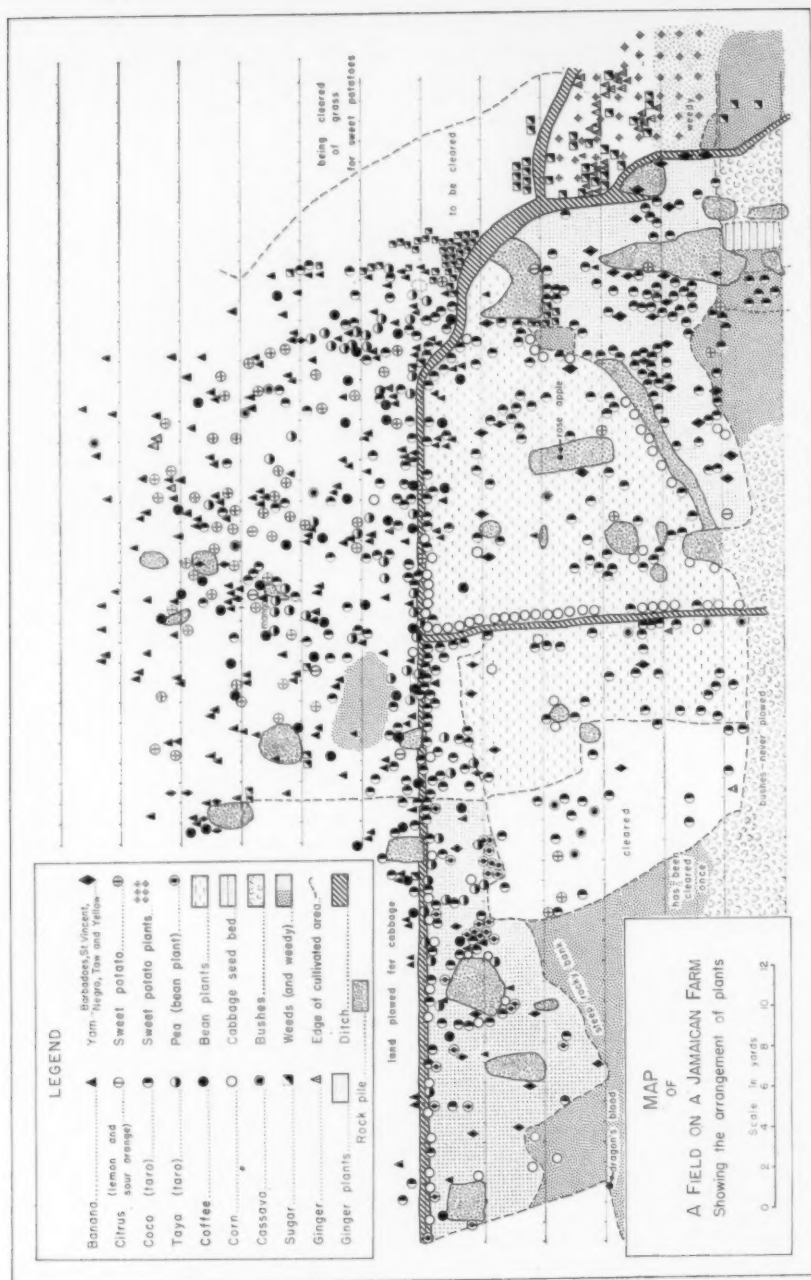 LEGEND
Banana
Citrus (lemon and sour orange)
Coco (taro)
Taya (taro)
Coffee
Corn
Cassava
Sugar
Ginger
Ginger plants
Rock pile
Yam Barbadoes, St Vincent, Negro, Taw and Yellow
Sweet potato
Sweet potato plants
Pea (bean plant)
Bean plants
Cabbage seed bed
Bushes
Weeds (and weedy)
Edge of cultivated area
Ditch
being cleared
of grass
for sweet potatoes
to be cleared
weedy
mango
rose apple
land plowed for cabbage
cleared
bushes - never plowed
has been
cleared
once
steep rocky bank
dragon's blood
MAP
OF
A FIELD ON A JAMAICAN FARM
Showing the arrangement of plants
Scale in yards
0 2 4 6 8 10 12